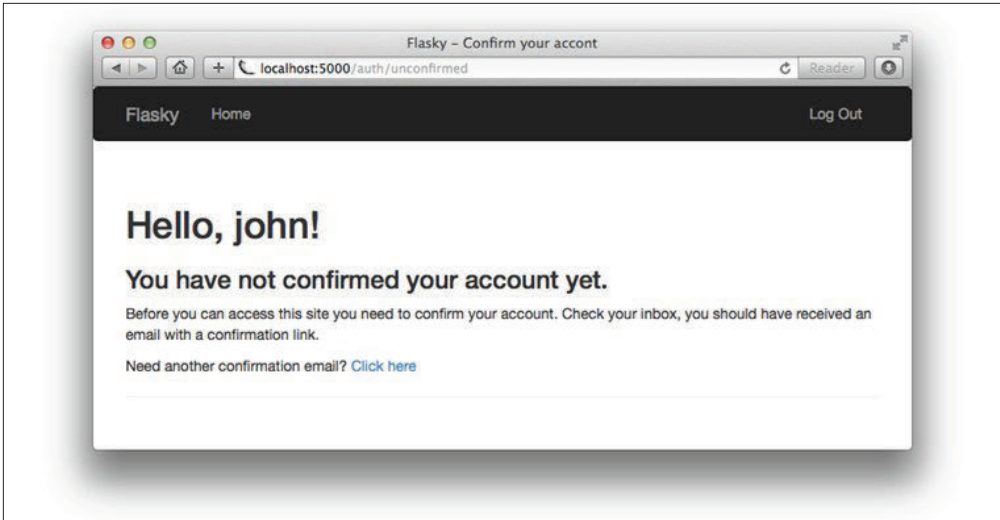 Flasky – Confirm your accont
localhost:5000/auth/unconfirmed
Reader
Flasky Home Log Out
Hello, john!
You have not confirmed your account yet.
Before you can access this site you need to confirm your account. Check your inbox, you should have received an
email with a confirmation link.
Need another confirmation email? Click here